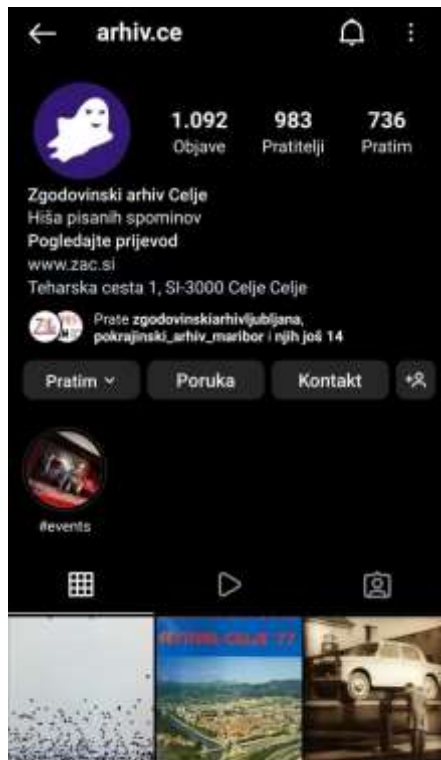 arhiv.ce
1.092 983 736
Objave Pratitelji Pratim
Zgodovinski arhiv Celje
Hiša pisanih spominov
Pogledajte prijevod
www.zac.si
Teharska cesta 1, SI-3000 Celje Celje
Prate zgodovinskiarhivljubljana,
pokrajinski_arhiv_maribor i njih još 14
Pratim Poruka Kontakt
#events
CELJE '77